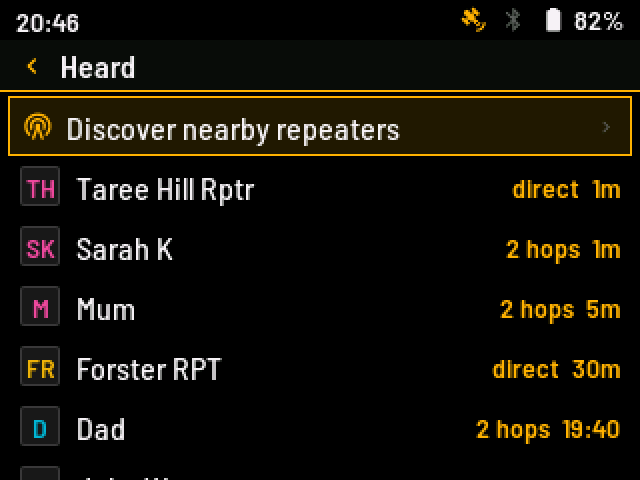 20:46 82%
Heard
Discover nearby repeaters
TH Taree Hill Rptr direct 1m
SK Sarah K 2 hops 1m
M Mum 2 hops 5m
FR Forster RPT direct 30m
D Dad 2 hops 19:40